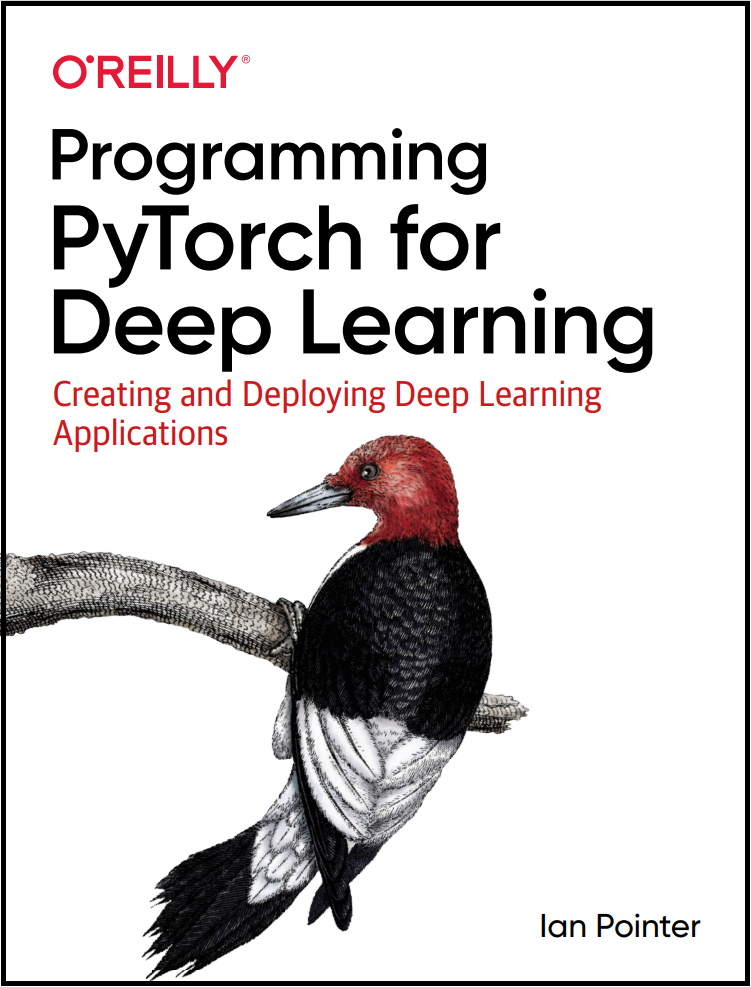 O'REILLY®
Programming
PyTorch for
Deep Learning
Creating and Deploying Deep Learning
Applications
Ian Pointer